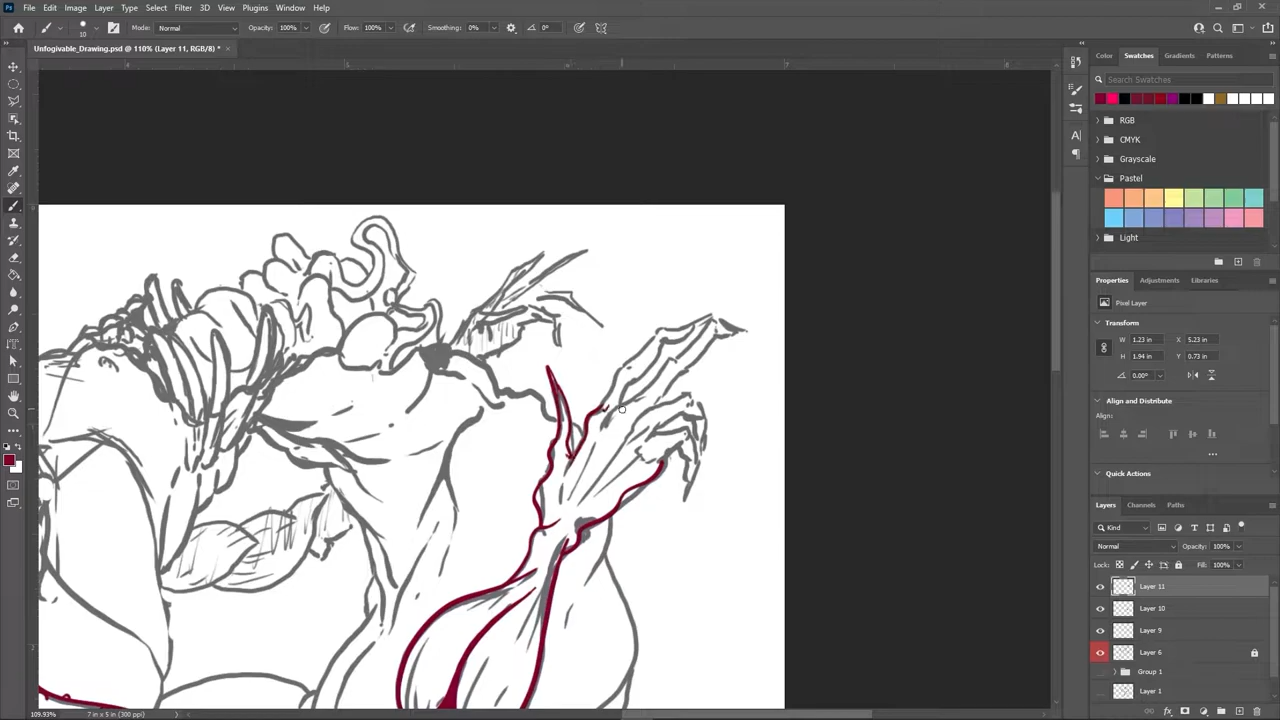 Ps File Edit Image Layer Type Select Filter 3D View Plugins Window Help
10 Mode: Normal Opacity: 100% Flow: 100% Smoothing: 0% 0°
Unfogivable_Drawing.psd @ 110% (Layer 11, RGB/8) *
Color Swatches Gradients Patterns
Search Swatches
RGB
CMYK
Grayscale
Pastel
Light
Properties Adjustments Libraries
Pixel Layer
Transform
W 1.23 in X 5.23 in
H 1.94 in Y 0.73 in
0.00°
Align and Distribute
Align:
Quick Actions
Layers Channels Paths
Kind
Normal Opacity: 100%
Lock: Fill: 100%
Layer 11
Layer 10
Layer 9
Layer 6
Group 1
Layer 1
109.93% 7 in x 5 in (300 ppi)